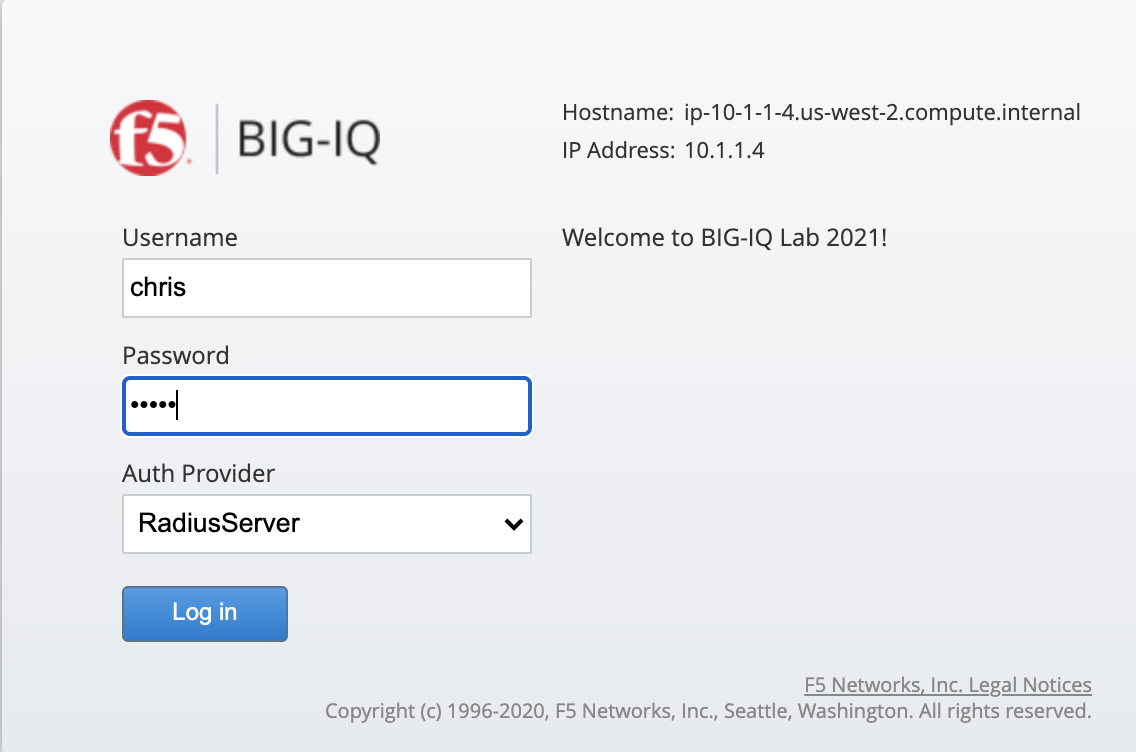 f5 BIG-IQ
Hostname: ip-10-1-1-4.us-west-2.compute.internal
IP Address: 10.1.1.4
Username
chris
Welcome to BIG-IQ Lab 2021!
Password
•••••
Auth Provider
RadiusServer
Log in
F5 Networks, Inc. Legal Notices
Copyright (c) 1996-2020, F5 Networks, Inc., Seattle, Washington. All rights reserved.